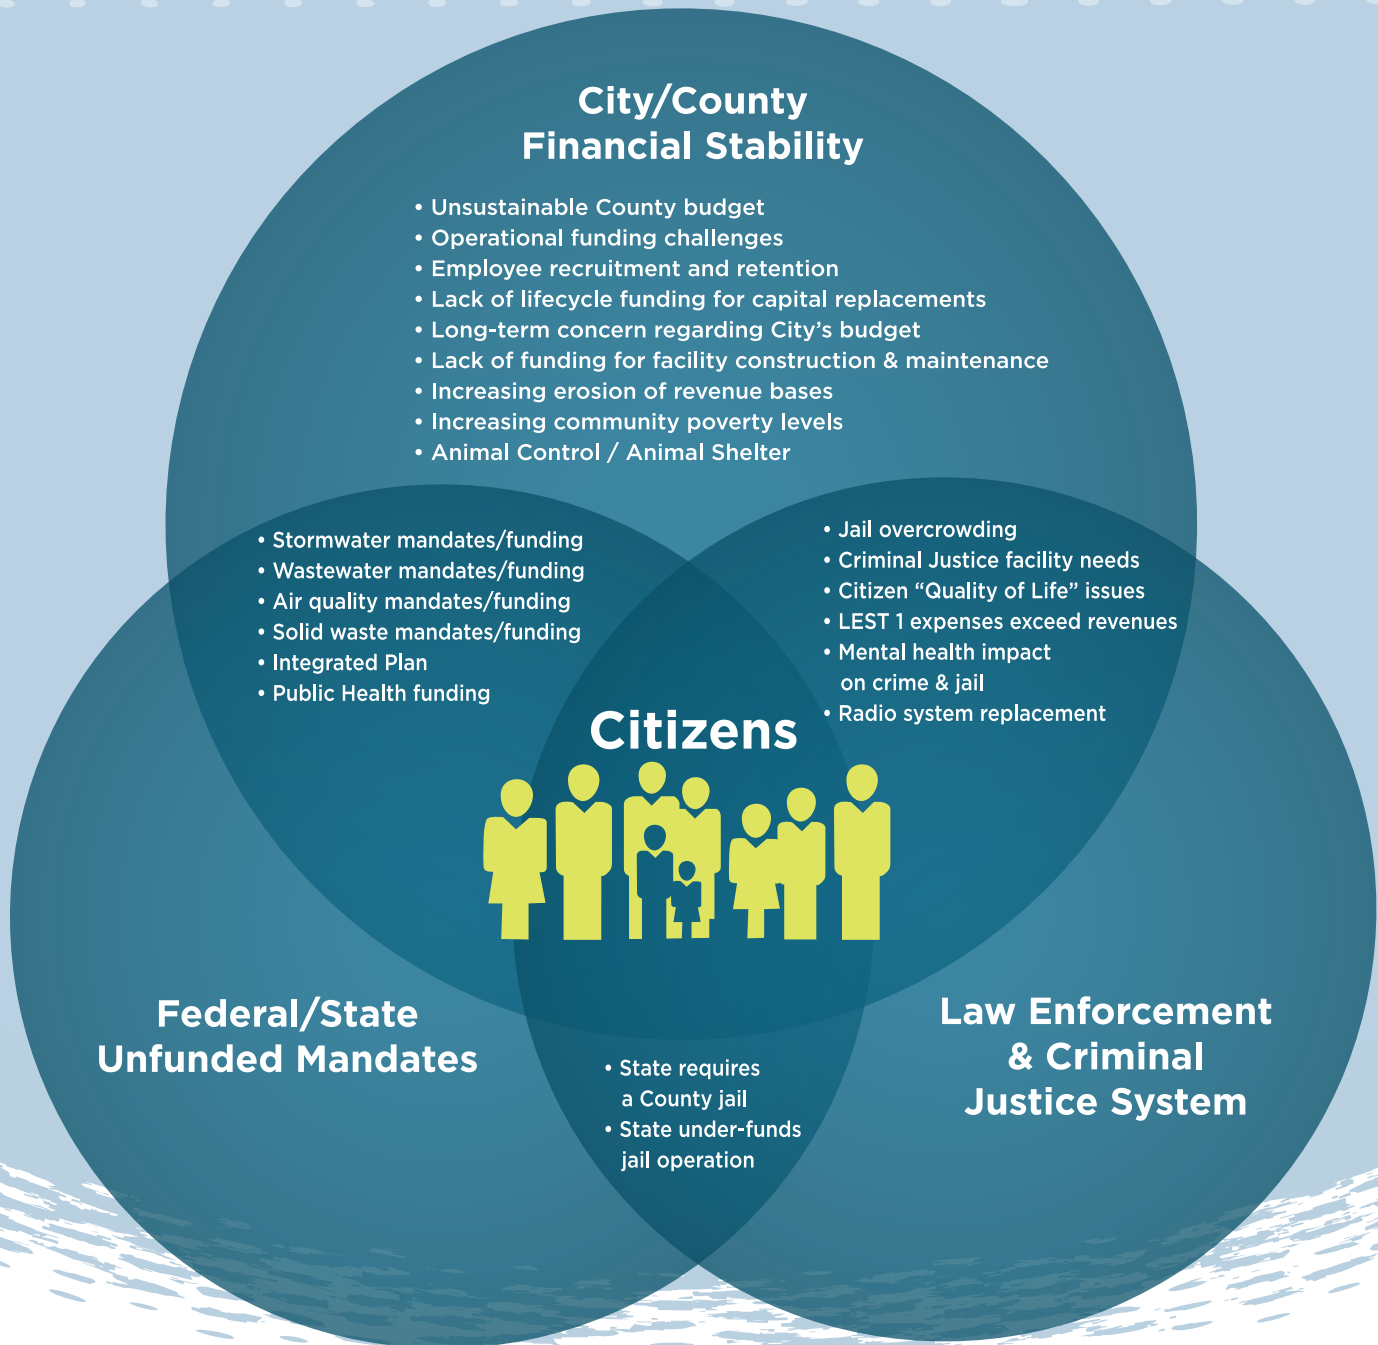 City/County
Financial Stability
• Unsustainable County budget
• Operational funding challenges
• Employee recruitment and retention
• Lack of lifecycle funding for capital replacements
• Long-term concern regarding City’s budget
• Lack of funding for facility construction & maintenance
• Increasing erosion of revenue bases
• Increasing community poverty levels
• Animal Control / Animal Shelter
• Stormwater mandates/funding
• Wastewater mandates/funding
• Air quality mandates/funding
• Solid waste mandates/funding
• Integrated Plan
• Public Health funding
• Jail overcrowding
• Criminal Justice facility needs
• Citizen “Quality of Life” issues
• LEST 1 expenses exceed revenues
• Mental health impact
on crime & jail
• Radio system replacement
Citizens
Federal/State
Unfunded Mandates
Law Enforcement
& Criminal
Justice System
• State requires
a County jail
• State under-funds
jail operation